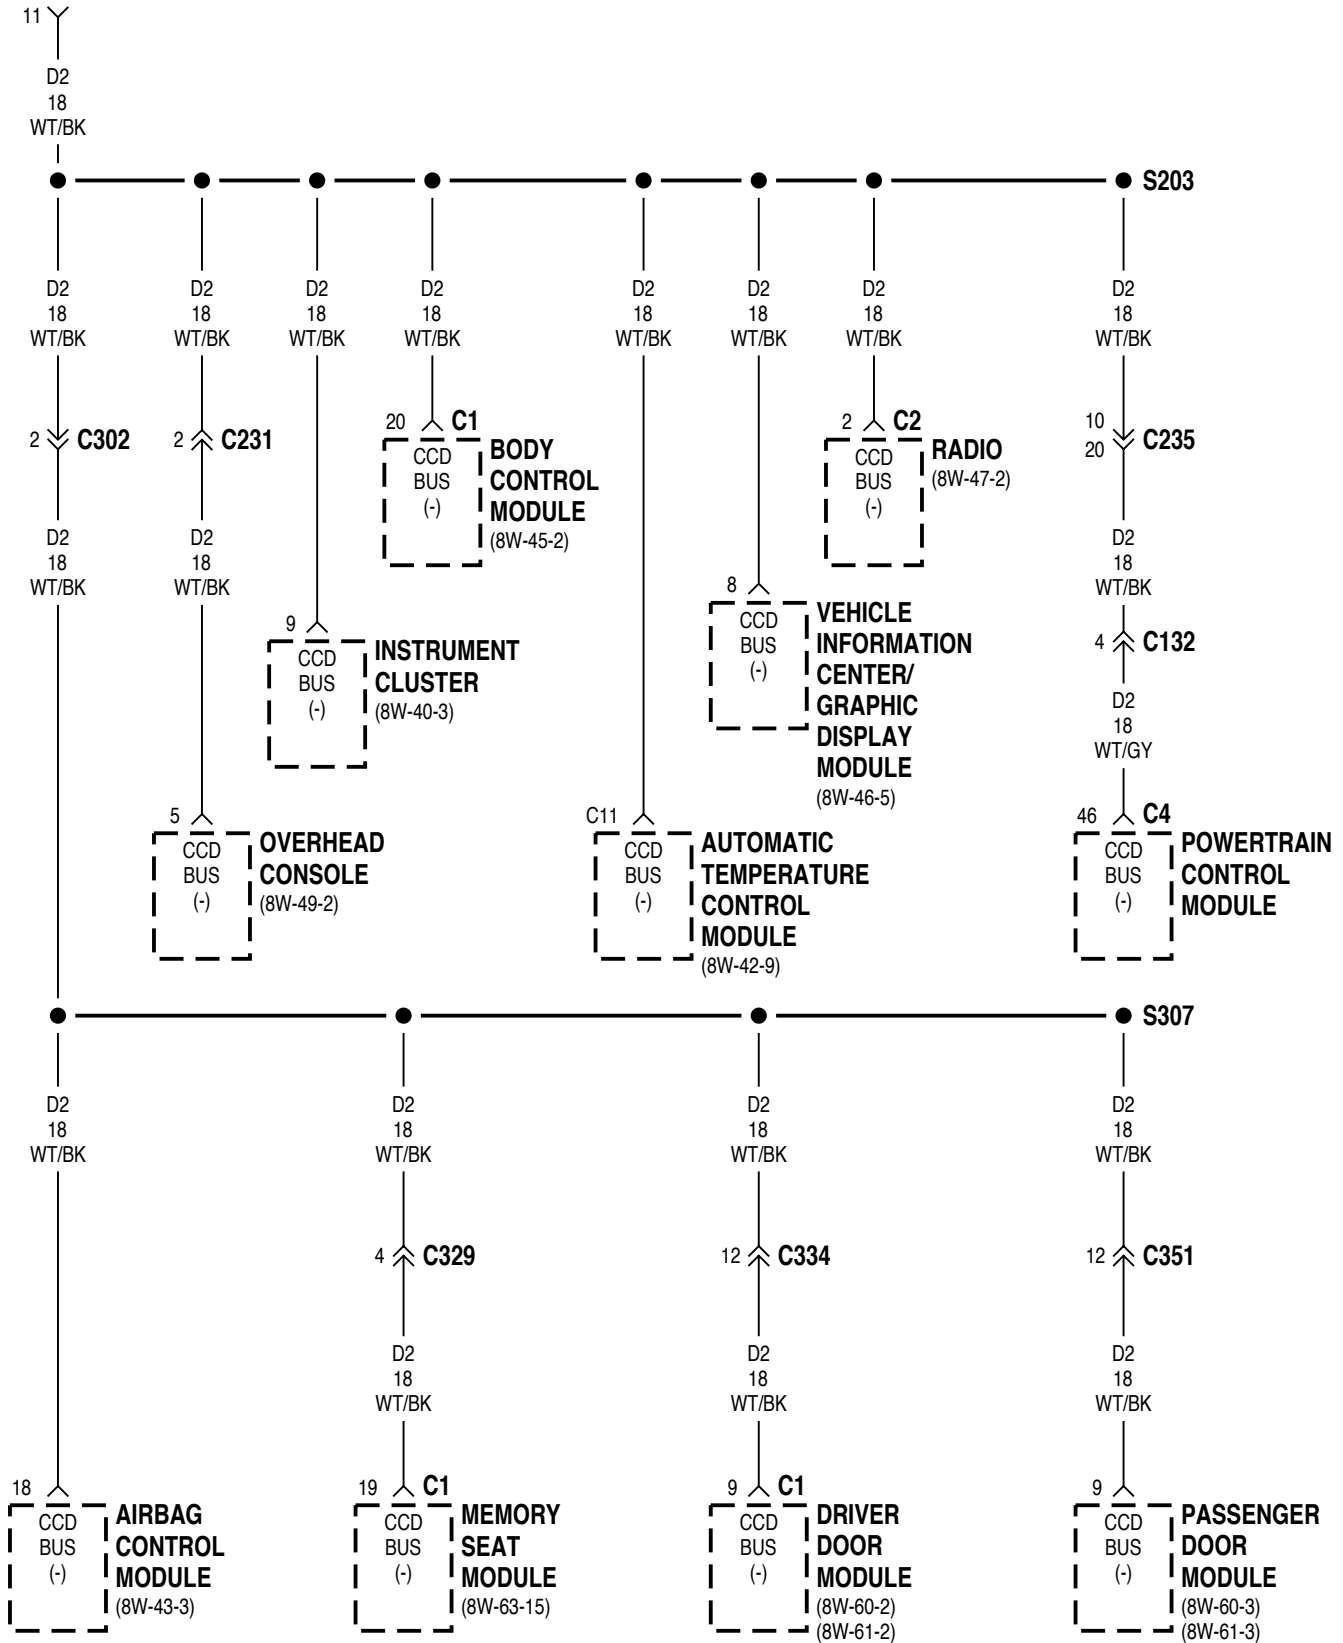 11
D2
18
WT/BK
S203
D2 D2 D2 D2 D2 D2 D2 D2
18 18 18 18 18 18 18 18
WT/BK WT/BK WT/BK WT/BK WT/BK WT/BK WT/BK WT/BK
2 C302
2 C231
20 C1
CCD
BUS
(-)
BODY
CONTROL
MODULE
(8W-45-2)
2 C2
CCD
BUS
(-)
RADIO
(8W-47-2)
10
20
C235
D2
18
WT/BK
D2
18
WT/BK
D2
18
WT/BK
9
CCD
BUS
(-)
INSTRUMENT
CLUSTER
(8W-40-3)
8
CCD
BUS
(-)
VEHICLE
INFORMATION
CENTER/
GRAPHIC
DISPLAY
MODULE
(8W-46-5)
4 C132
D2
18
WT/GY
5
CCD
BUS
(-)
OVERHEAD
CONSOLE
(8W-49-2)
C11
CCD
BUS
(-)
AUTOMATIC
TEMPERATURE
CONTROL
MODULE
(8W-42-9)
46 C4
CCD
BUS
(-)
POWERTRAIN
CONTROL
MODULE
S307
D2 D2 D2 D2
18 18 18 18
WT/BK WT/BK WT/BK WT/BK
4 C329
12 C334
12 C351
D2 D2 D2
18 18 18
WT/BK WT/BK WT/BK
18
CCD
BUS
(-)
AIRBAG
CONTROL
MODULE
(8W-43-3)
19 C1
CCD
BUS
(-)
MEMORY
SEAT
MODULE
(8W-63-15)
9 C1
CCD
BUS
(-)
DRIVER
DOOR
MODULE
(8W-60-2)
(8W-61-2)
9
CCD
BUS
(-)
PASSENGER
DOOR
MODULE
(8W-60-3)
(8W-61-3)